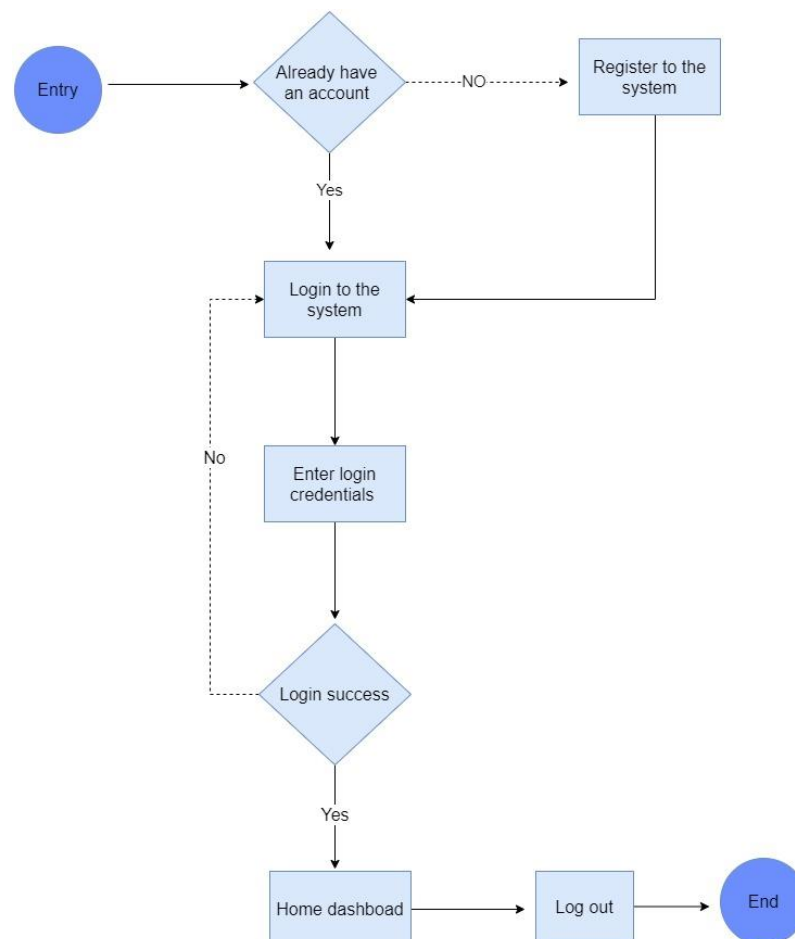 Entry
Already have
an account
NO
Register to the
system
Yes
Login to the
system
No
Enter login
credentials
Login success
Yes
Home dashboad
Log out
End